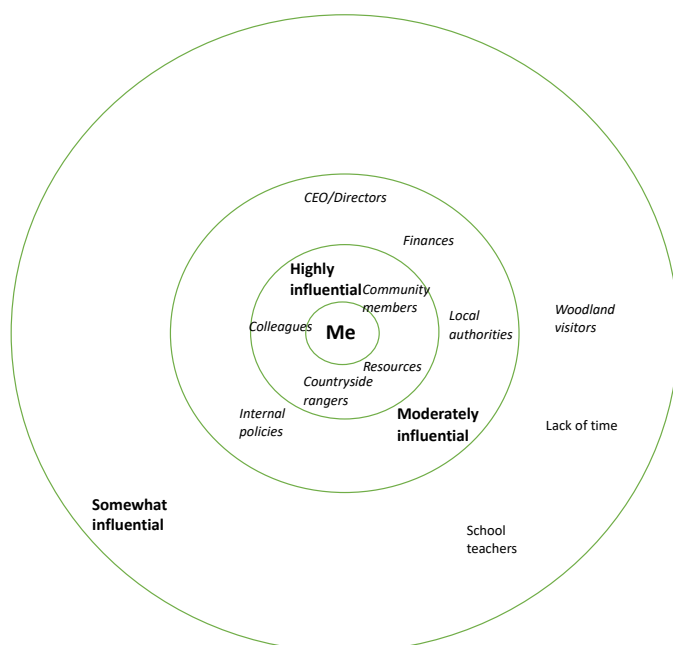 CEO/Directors
Finances
Highly
influential
Community
members
Colleagues
Me
Local
authorities
Woodland
visitors
Resources
Countryside
rangers
Internal
policies
Moderately
influential
Lack of time
Somewhat
influential
School
teachers